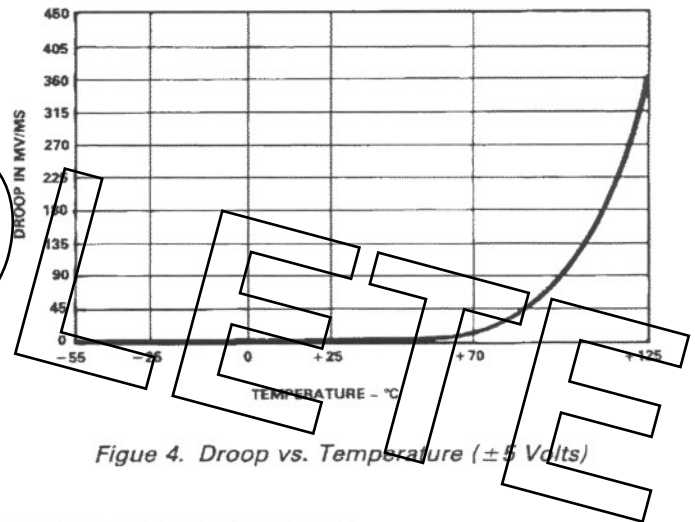 450
405
360
315
270
225
180
135
90
45
0
DROOP IN MV/MS
-55 -25 0 +25 +70 +125
TEMPERATURE - °C
Figue 4. Droop vs. Temperature (±5 Volts)
LETE